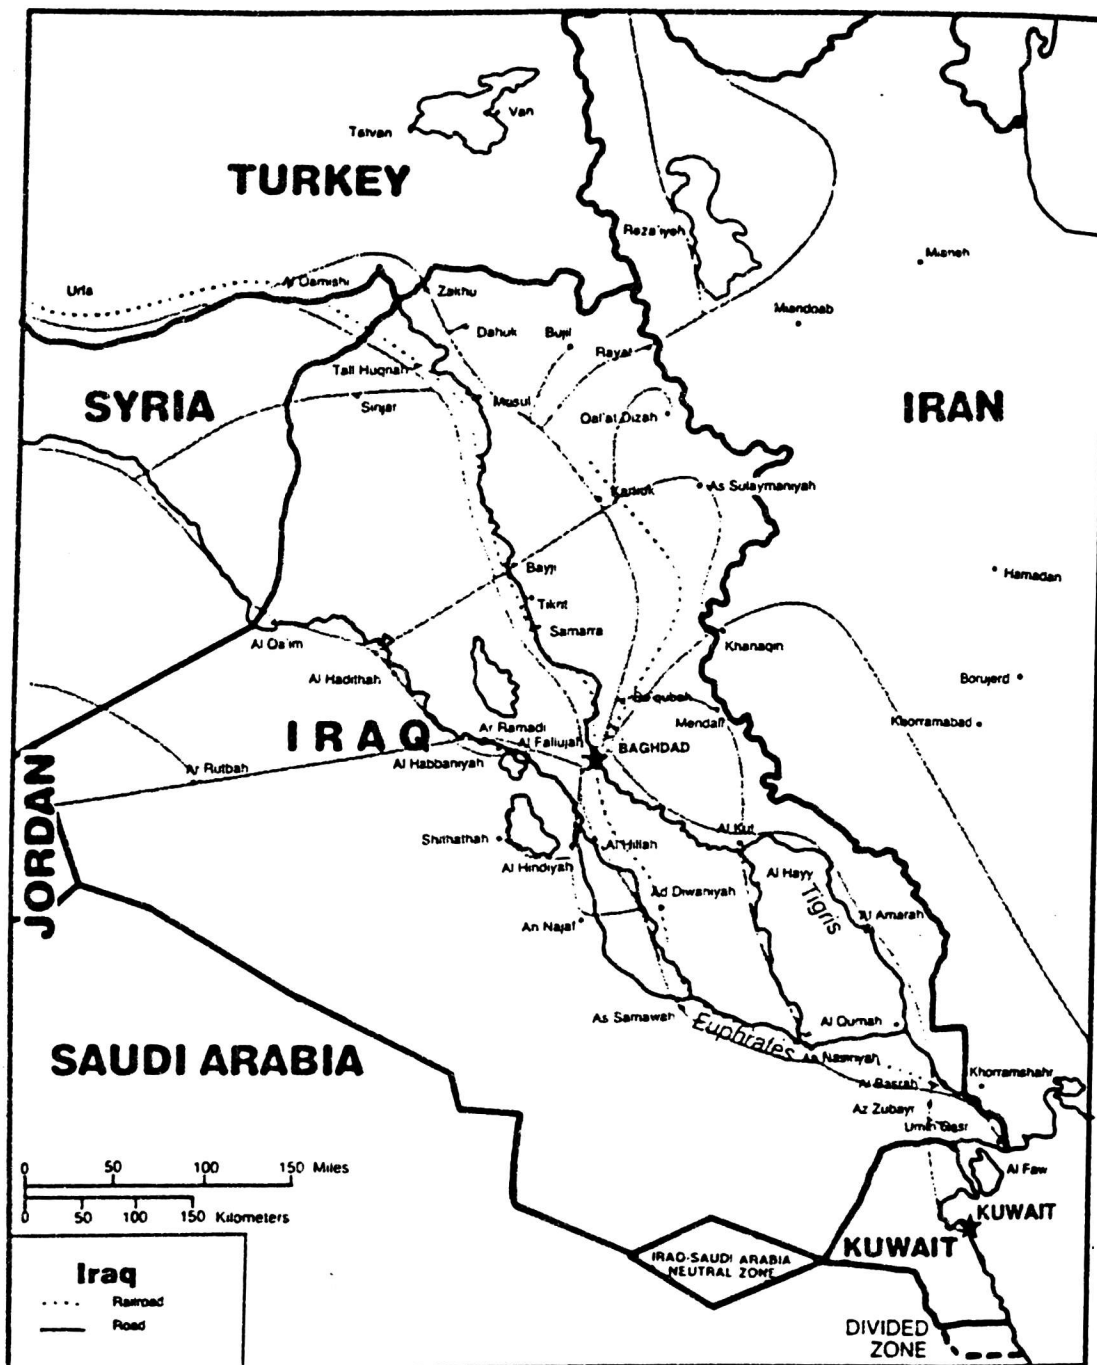 Van
Tatvan
TURKEY
Reza'iyeh
Mianeh
Urfa
Zakhu
Miandoab
Dahuk
Bujil
Rayat
Tall Huqnah
SYRIA
Sinjar
Mosul
Qal'at Dizah
IRAN
Kirkuk
As Sulaymaniyah
Bayji
Hamadan
Tikrit
Samarra
Al Qa'im
Khanaqin
Al Hadithah
Borujerd
Ba'qubah
Mendali
Khorramabad
IRAQ
Ar Ramadi
Al Fallujah
BAGHDAD
Al Habbaniyah
Ar Rutbah
JORDAN
Shithathah
Al Hillah
Al Kut
Al Hindiyah
Al Hayy
Ad Diwaniyah
Tigris
Al Amarah
An Najaf
As Samawah
Euphrates
Al Qurnah
An Nasiriyah
SAUDI ARABIA
Al Basrah
Khorramshahr
Az Zubayr
Umm Qasr
Al Faw
0 50 100 150 Miles
0 50 100 150 Kilometers
KUWAIT
KUWAIT
IRAQ-SAUDI ARABIA
NEUTRAL ZONE
Iraq
Railroad
Road
DIVIDED
ZONE